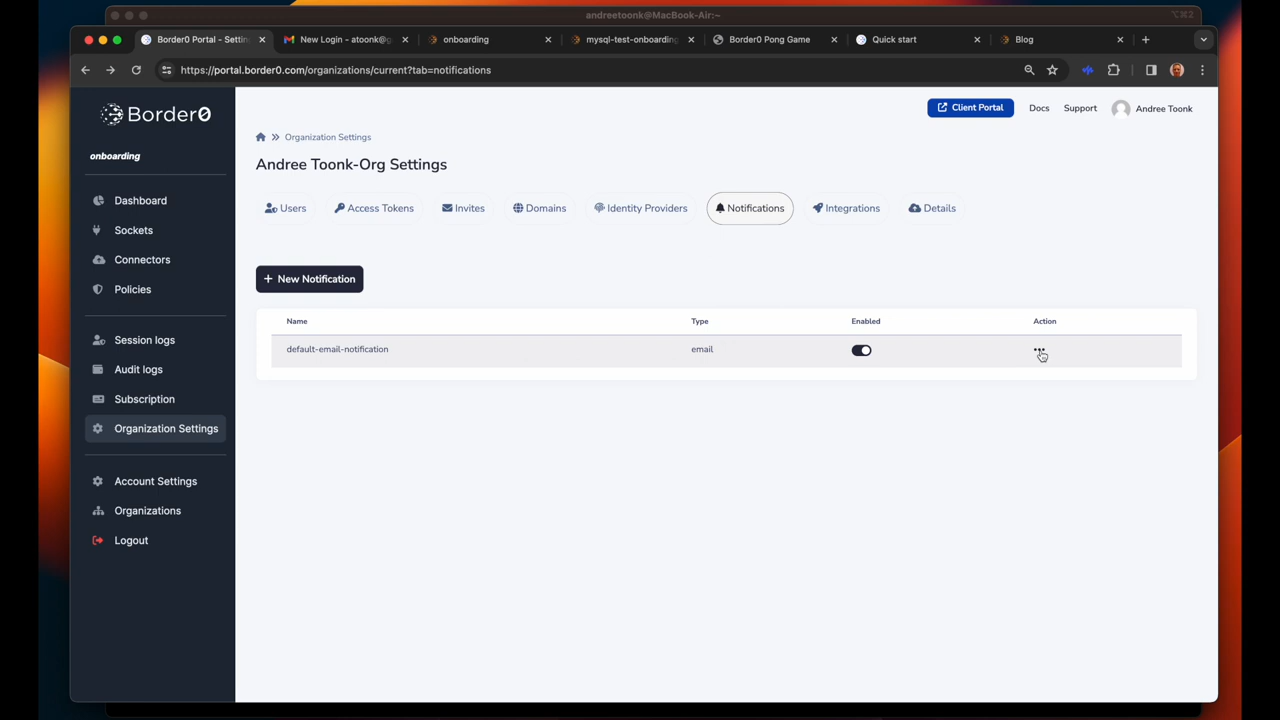 andreetoonk@MacBook-Air:~
⌥⌘2
Border0 Portal - Settin
New Login - atoonk@g
onboarding
mysql-test-onboarding
Border0 Pong Game
Quick start
Blog
https://portal.border0.com/organizations/current?tab=notifications
Border0
Client Portal
Docs
Support
Andree Toonk
Organization Settings
onboarding
Andree Toonk-Org Settings
Dashboard
Sockets
Connectors
Policies
Session logs
Audit logs
Subscription
Organization Settings
Account Settings
Organizations
Logout
Users
Access Tokens
Invites
Domains
Identity Providers
Notifications
Integrations
Details
+ New Notification
Name
Type
Enabled
Action
default-email-notification
email